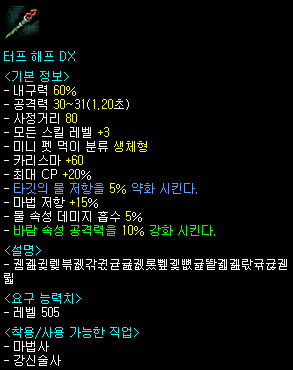 터프 해프 DX
<기본 정보>
- 내구력 60%
- 공격력 30~31(1.20초)
- 사정거리 80
- 모든 스킬 레벨 +3
- 미니 펫 먹이 분류 생체형
- 카리스마 +60
- 최대 CP +20%
- 타깃의 물 저항을 5% 약화 시킨다.
- 마법 저항 +15%
- 물 속성 데미지 흡수 5%
- 바람 속성 공격력을 10% 강화 시킨다.
<설명>
<요구 능력치>
- 레벨 505
<착용/사용 가능한 직업>
- 마법사
- 강신술사